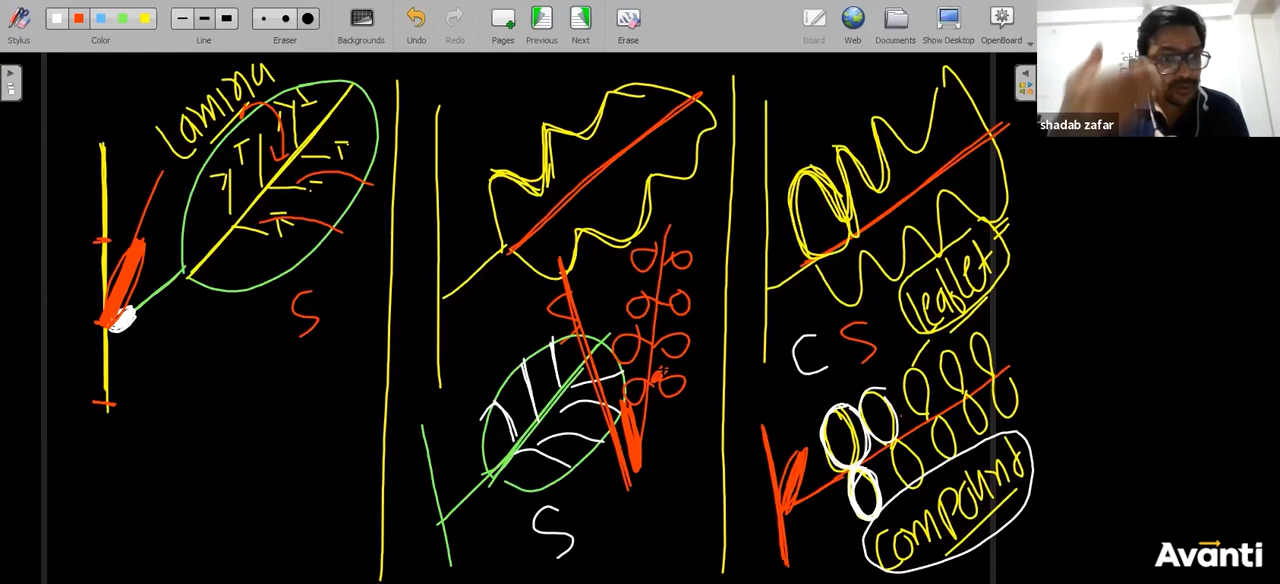 Stylus
Color
Line
Eraser
Backgrounds
Undo
Redo
Pages
Previous
Next
Erase
Board
Web
Documents
Show Desktop
OpenBoard
shadab zafar
Lamina
S
S
C S
leaflet
compound
Avanti